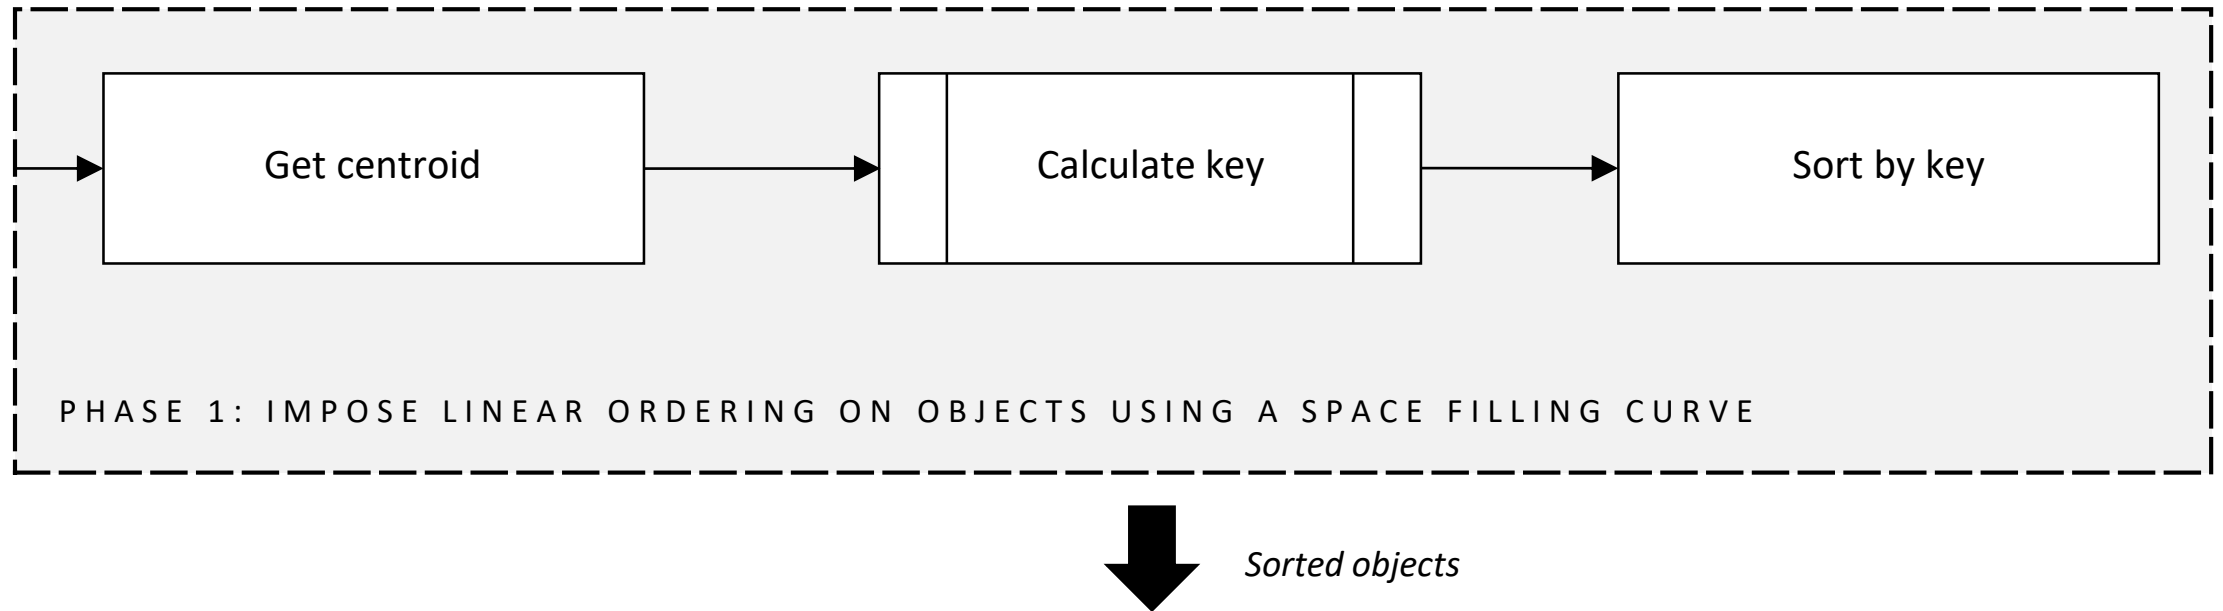 Get centroid
Calculate key
Sort by key
PHASE 1: IMPOSE LINEAR ORDERING ON OBJECTS USING A SPACE FILLING CURVE
Sorted objects